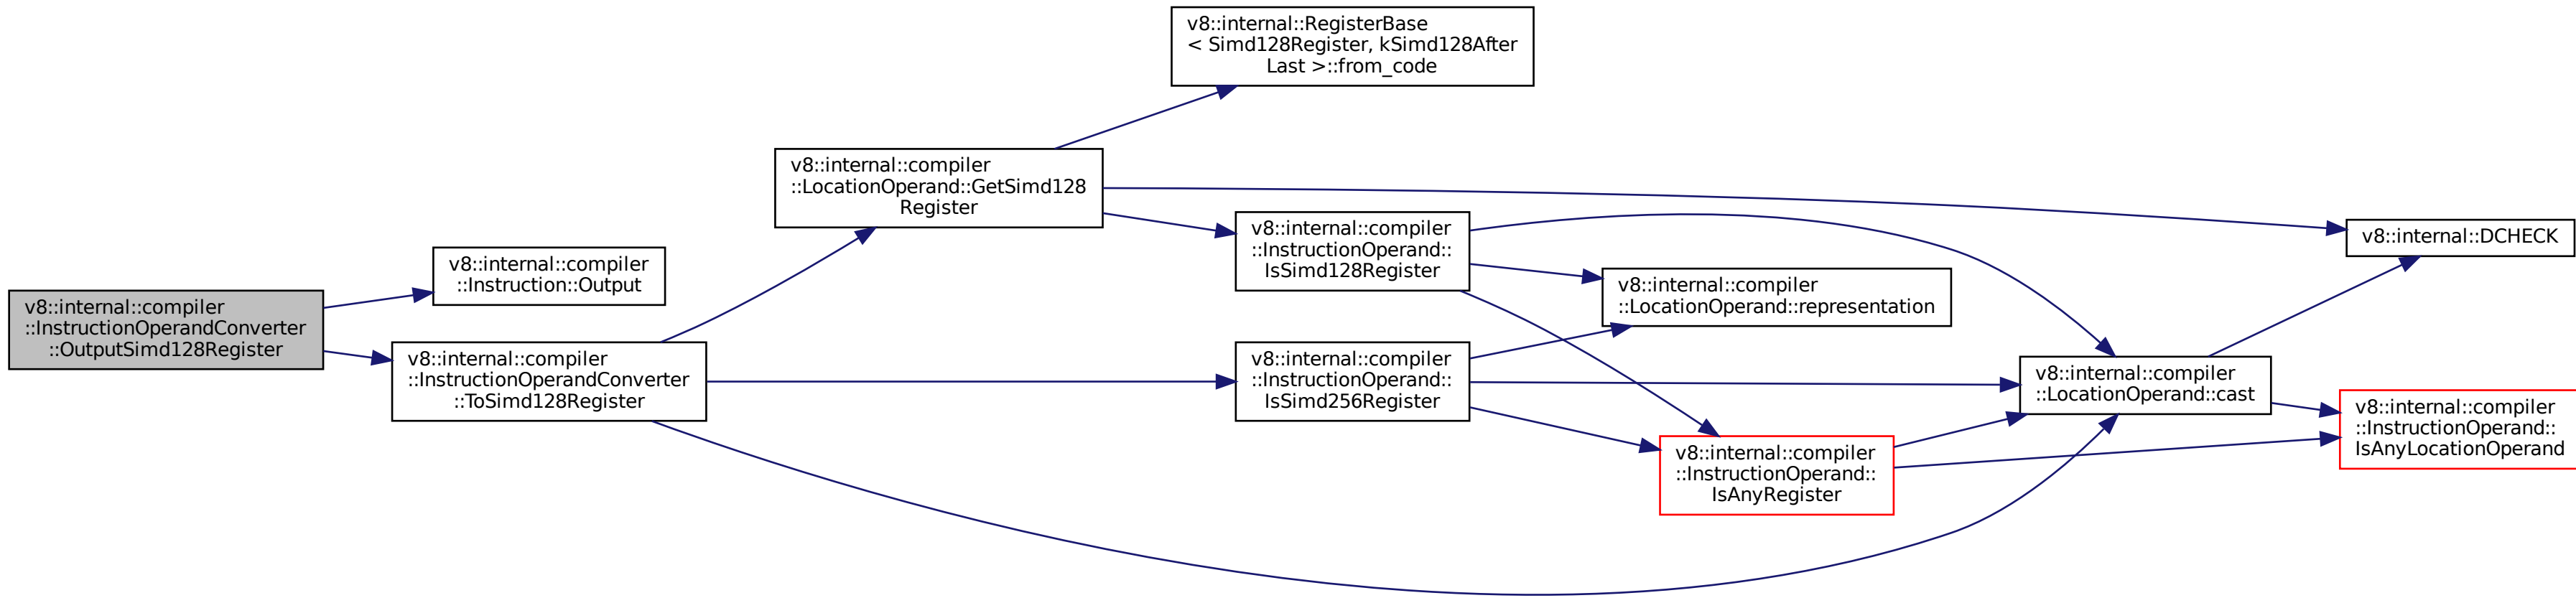 v8::internal::compiler
::InstructionOperandConverter
::OutputSimd128Register
v8::internal::compiler
::Instruction::Output
v8::internal::compiler
::InstructionOperandConverter
::ToSimd128Register
v8::internal::compiler
::LocationOperand::GetSimd128
Register
v8::internal::RegisterBase
< Simd128Register, kSimd128After
Last >::from_code
v8::internal::compiler
::InstructionOperand::
IsSimd128Register
v8::internal::compiler
::InstructionOperand::
IsSimd256Register
v8::internal::compiler
::LocationOperand::representation
v8::internal::compiler
::InstructionOperand::
IsAnyRegister
v8::internal::compiler
::LocationOperand::cast
v8::internal::DCHECK
v8::internal::compiler
::InstructionOperand::
IsAnyLocationOperand